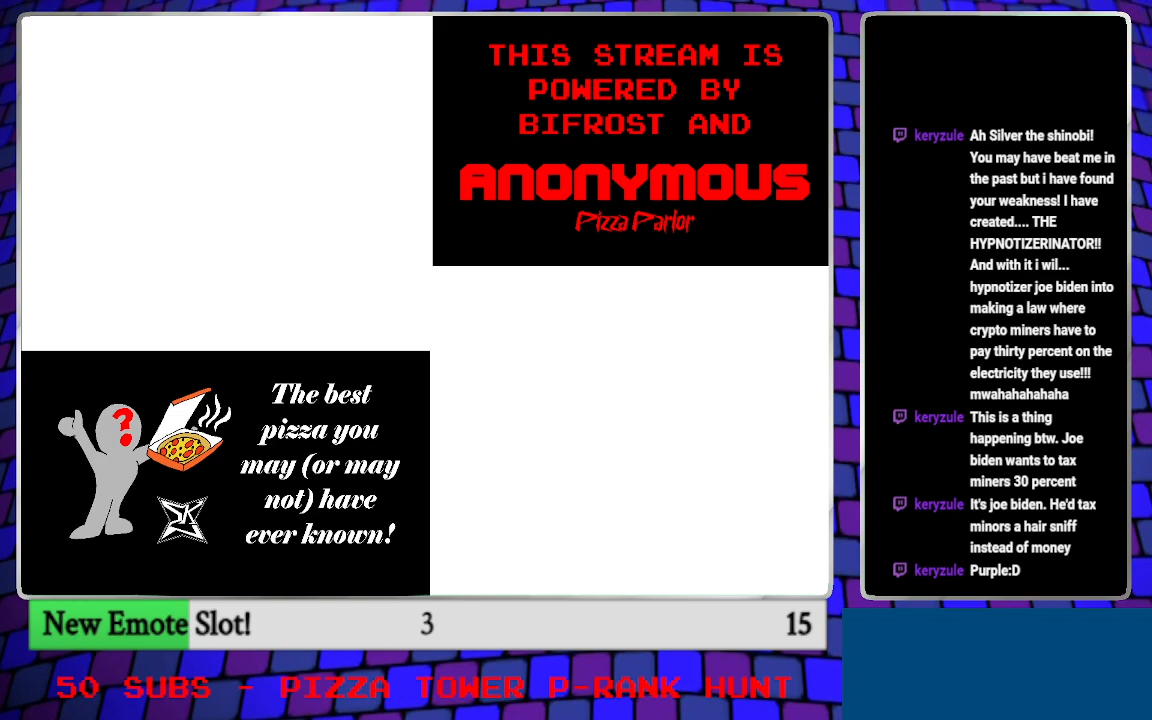 THIS STREAM IS
POWERED BY
BIFROST AND
ANONYMOUS
Pizza Parlor
?
SK
The best
pizza you
may (or may
not) have
ever known!
New Emote Slot!
3
15
50 SUBS - PIZZA TOWER P-RANK HUNT
keryzule Ah Silver the shinobi!
You may have beat me in
the past but i have found
your weakness! I have
created.... THE
HYPNOTIZERINATOR!!
And with it i wil...
hypnotizer joe biden into
making a law where
crypto miners have to
pay thirty percent on the
electricity they use!!!
mwahahahahaha
keryzule This is a thing
happening btw. Joe
biden wants to tax
miners 30 percent
keryzule It's joe biden. He'd tax
minors a hair sniff
instead of money
keryzule Purple:D